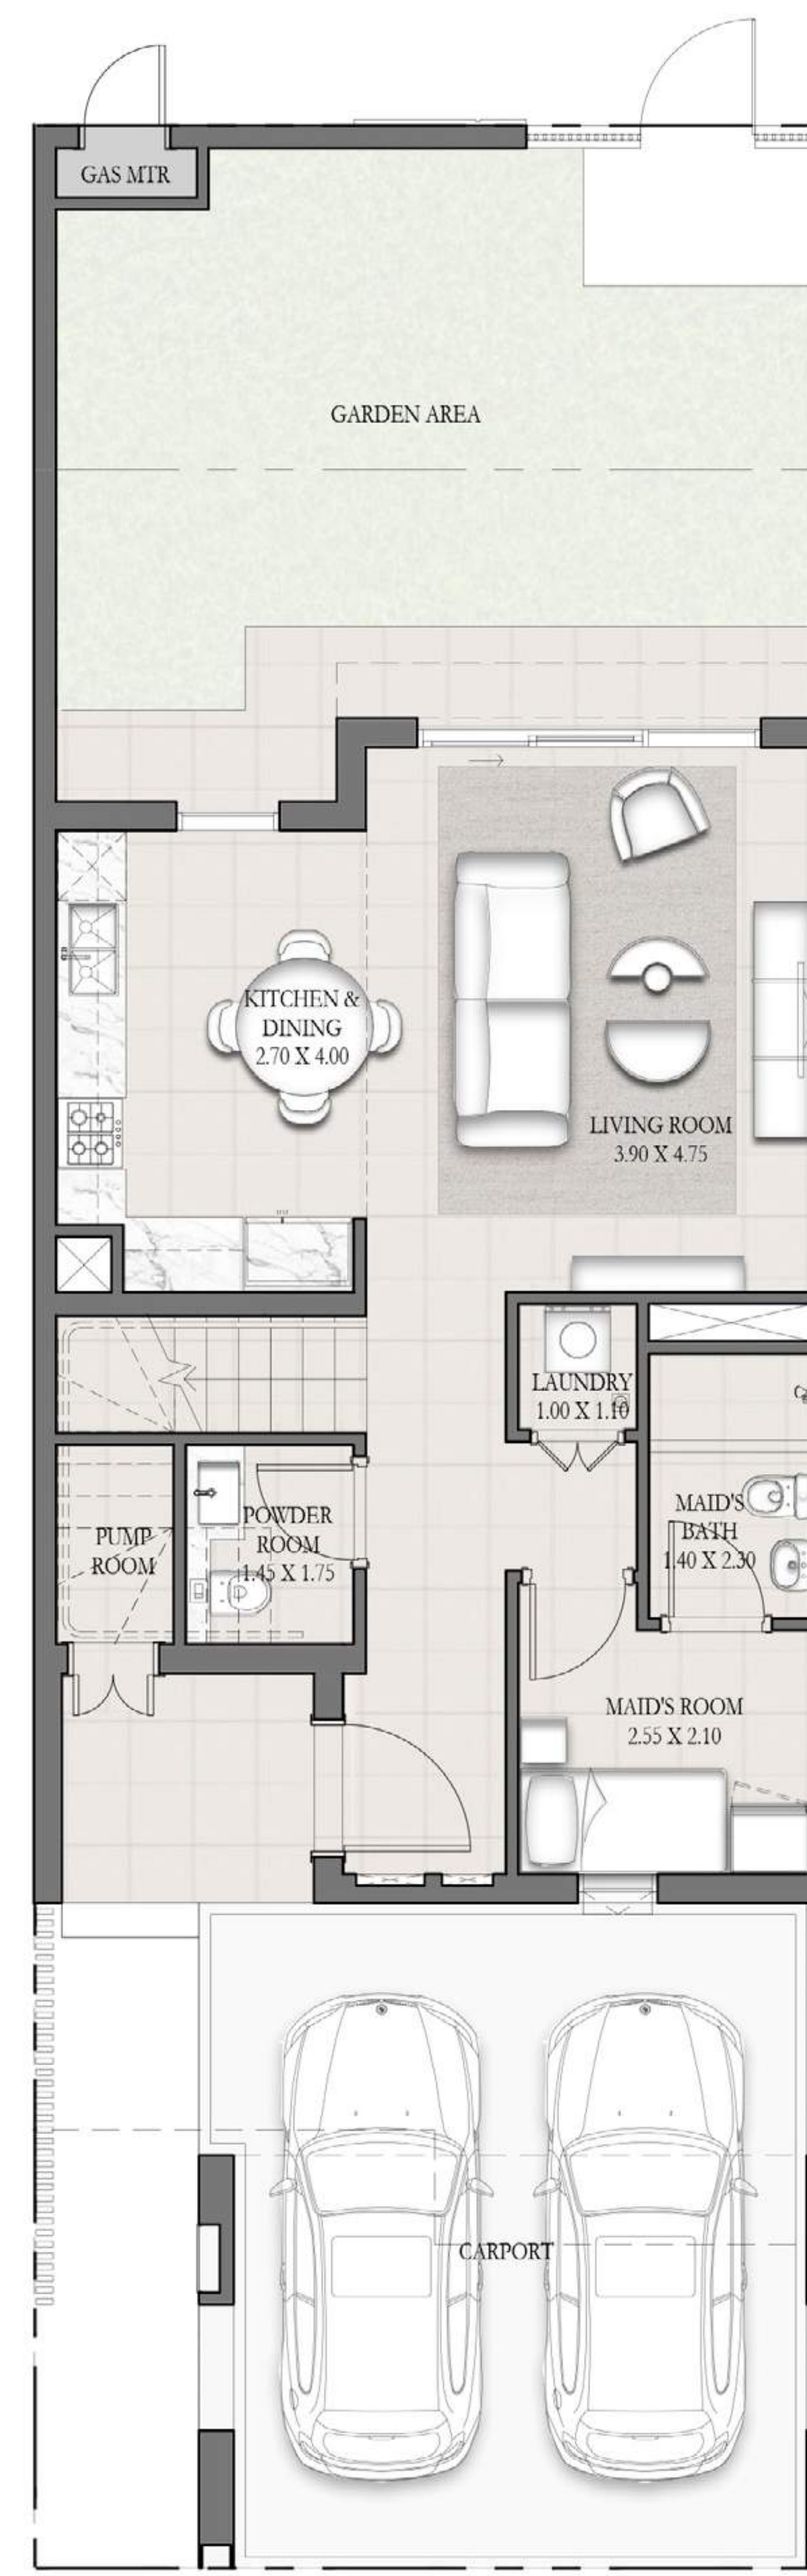 GAS MTR
GARDEN AREA
KITCHEN &
DINING
2.70 X 4.00
LIVING ROOM
3.90 X 4.75
LAUNDRY
1.00 X 1.10
POWDER
ROOM
1.45 X 1.75
PUMP
ROOM
MAID'S
BATH
1.40 X 2.30
MAID'S ROOM
2.55 X 2.10
CARPORT